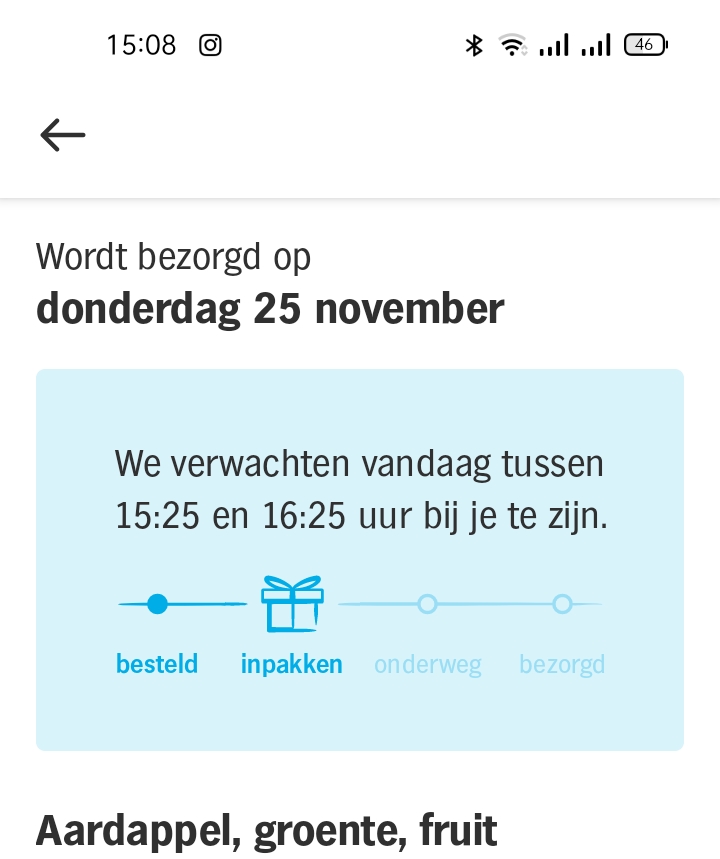 15:08
46
Wordt bezorgd op
donderdag 25 november
We verwachten vandaag tussen
15:25 en 16:25 uur bij je te zijn.
besteld inpakken onderweg bezorgd
Aardappel, groente, fruit